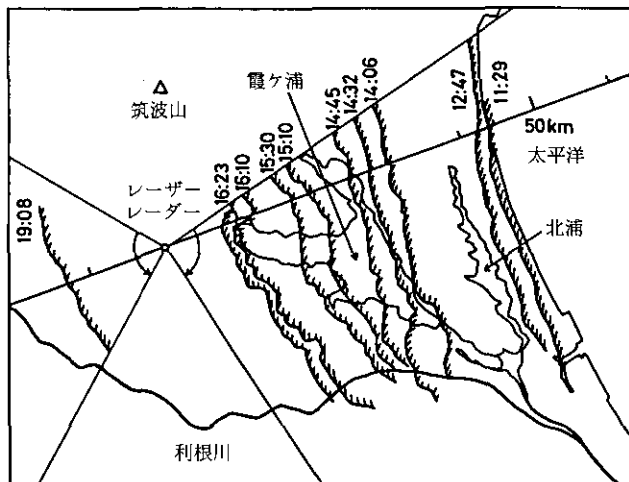 筑波山
霞ケ浦
レーザー
レーダー
19:08
16:23
16:10
15:30
15:10
14:45
14:32
14:06
12:47
11:29
50km
太平洋
北浦
利根川